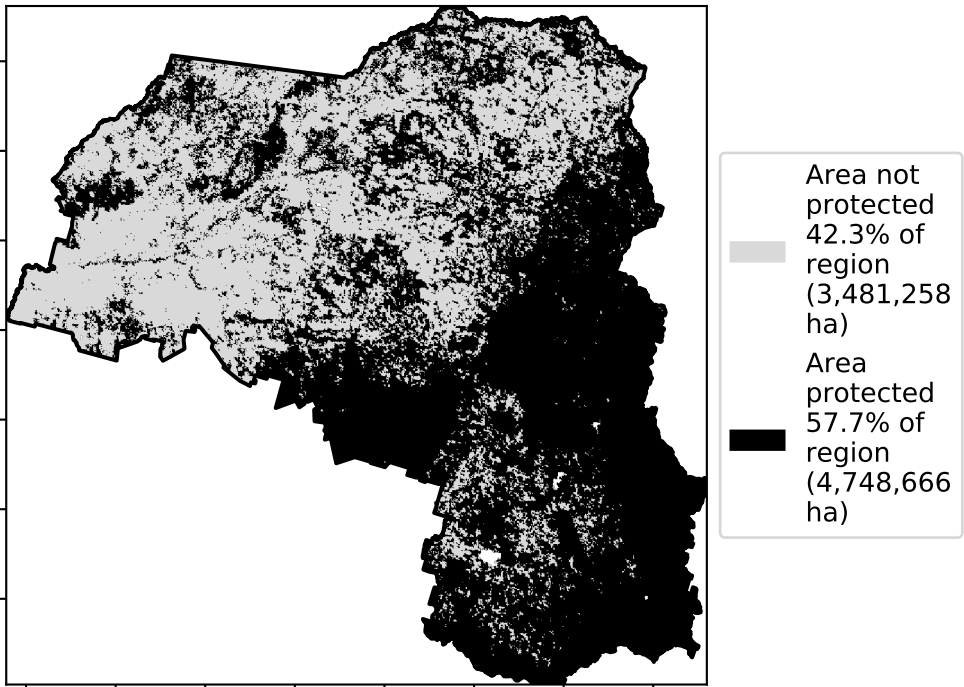 Area not
protected
42.3% of
region
(3,481,258
ha)
Area
protected
57.7% of
region
(4,748,666
ha)